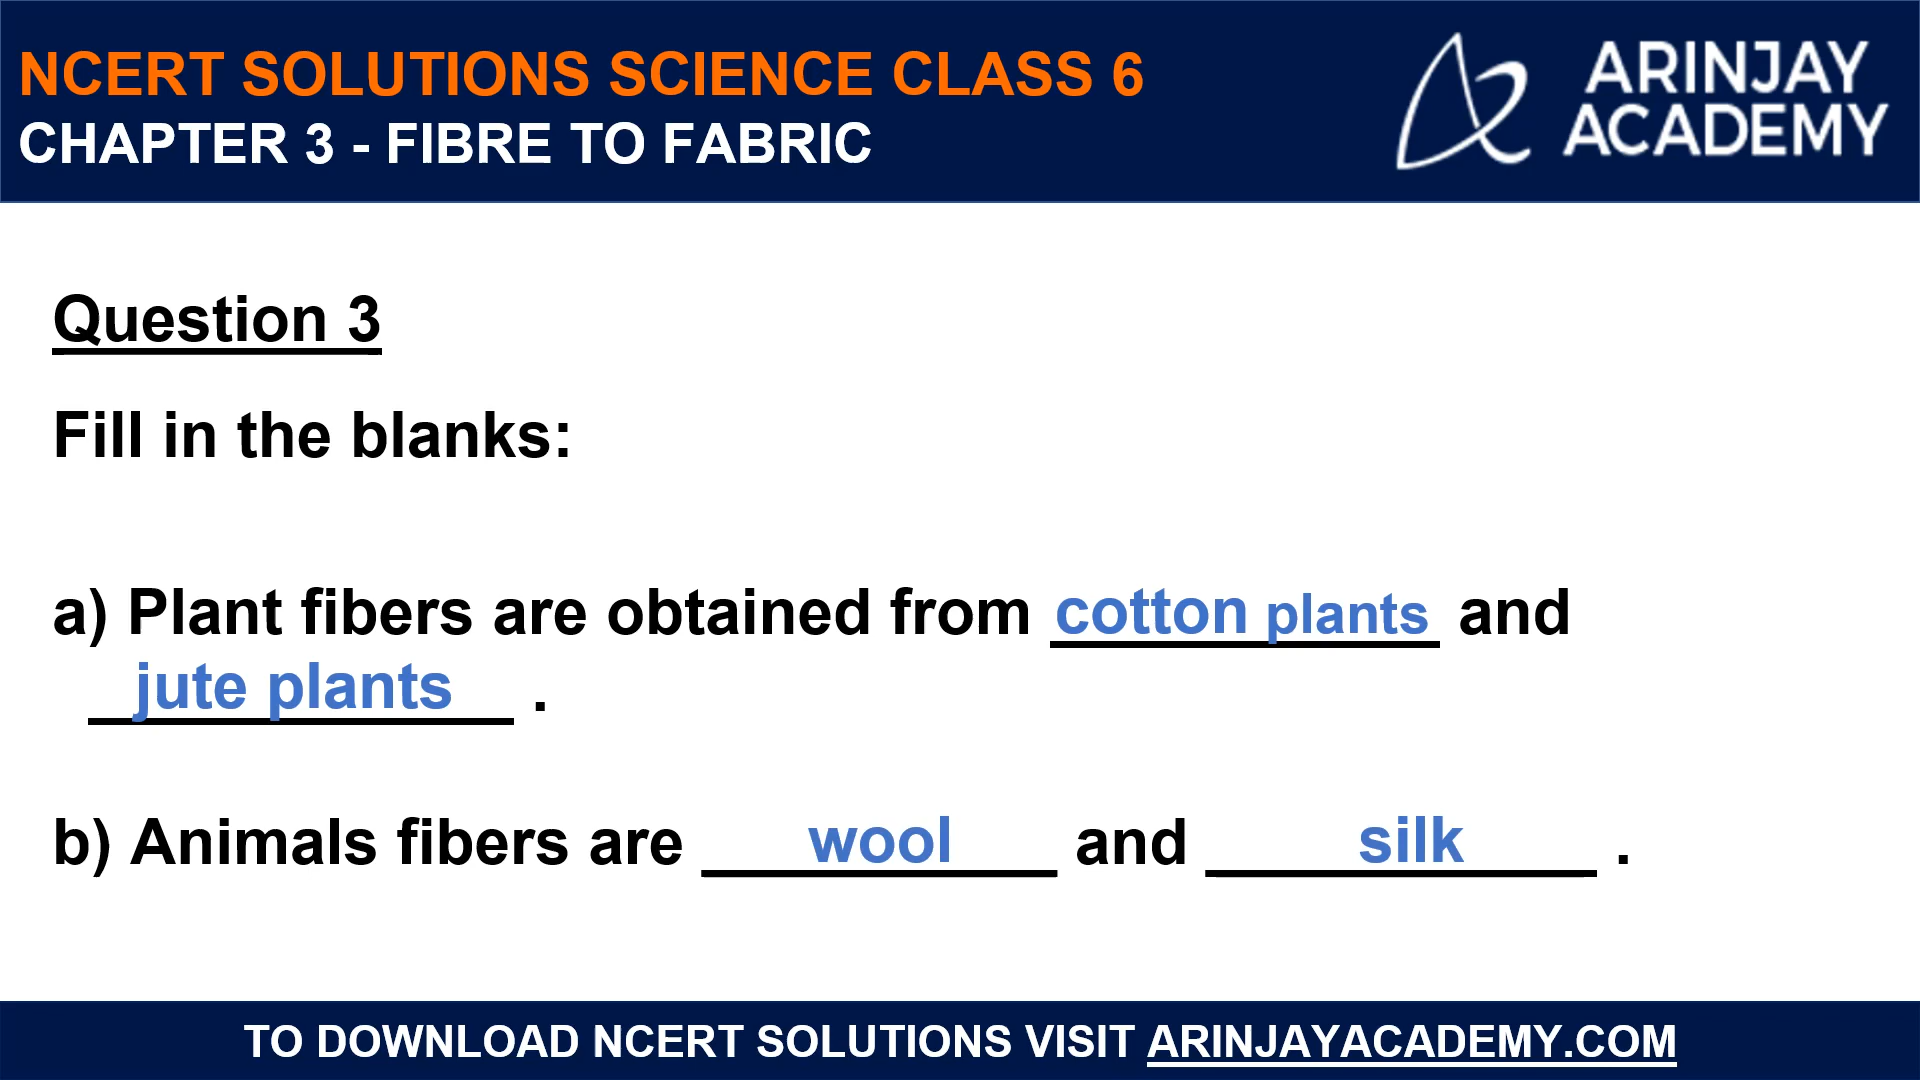 NCERT SOLUTIONS SCIENCE CLASS 6
CHAPTER 3 - FIBRE TO FABRIC
ARINJAY
ACADEMY
Question 3
Fill in the blanks:
a) Plant fibers are obtained from cotton plants and
jute plants .
b) Animals fibers are wool and silk .
TO DOWNLOAD NCERT SOLUTIONS VISIT ARINJAYACADEMY.COM